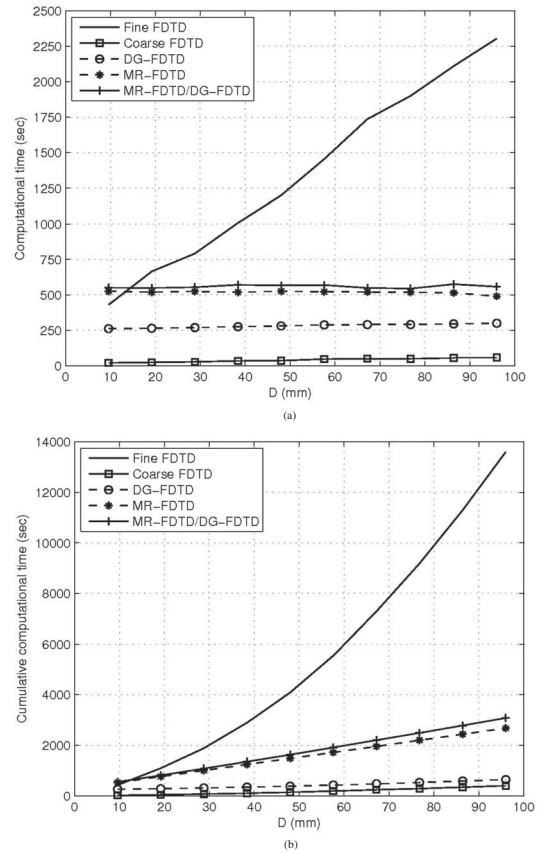 2500
2250
2000
1750
1500
1250
1000
750
500
250
0
Computational time (sec)
Fine FDTD
Coarse FDTD
DG-FDTD
MR-FDTD
MR-FDTD/DG-FDTD
0 10 20 30 40 50 60 70 80 90 100
D (mm)
(a)
14000
12000
10000
8000
6000
4000
2000
0
Cumulative computational time (sec)
Fine FDTD
Coarse FDTD
DG-FDTD
MR-FDTD
MR-FDTD/DG-FDTD
0 10 20 30 40 50 60 70 80 90 100
D (mm)
(b)